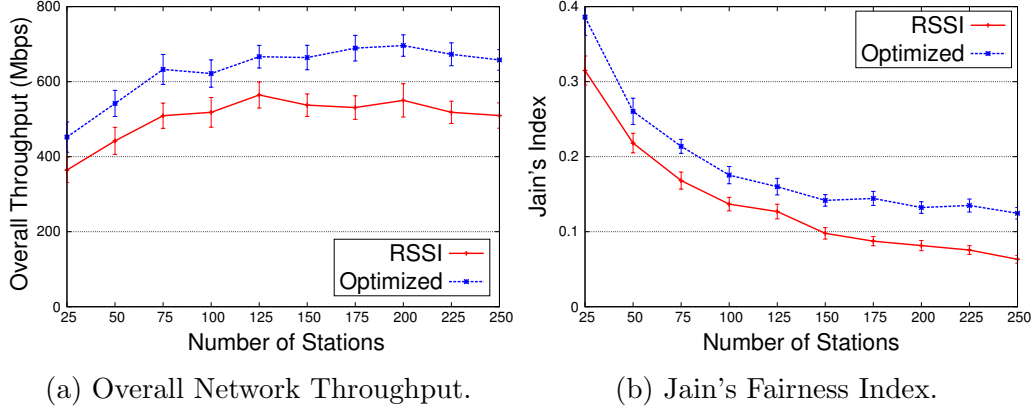 Overall Throughput (Mbps)
800
600
400
200
0
RSSI
Optimized
25 50 75 100 125 150 175 200 225 250
Number of Stations
(a) Overall Network Throughput.
Jain's Index
0.4
0.3
0.2
0.1
0
RSSI
Optimized
25 50 75 100 125 150 175 200 225 250
Number of Stations
(b) Jain's Fairness Index.